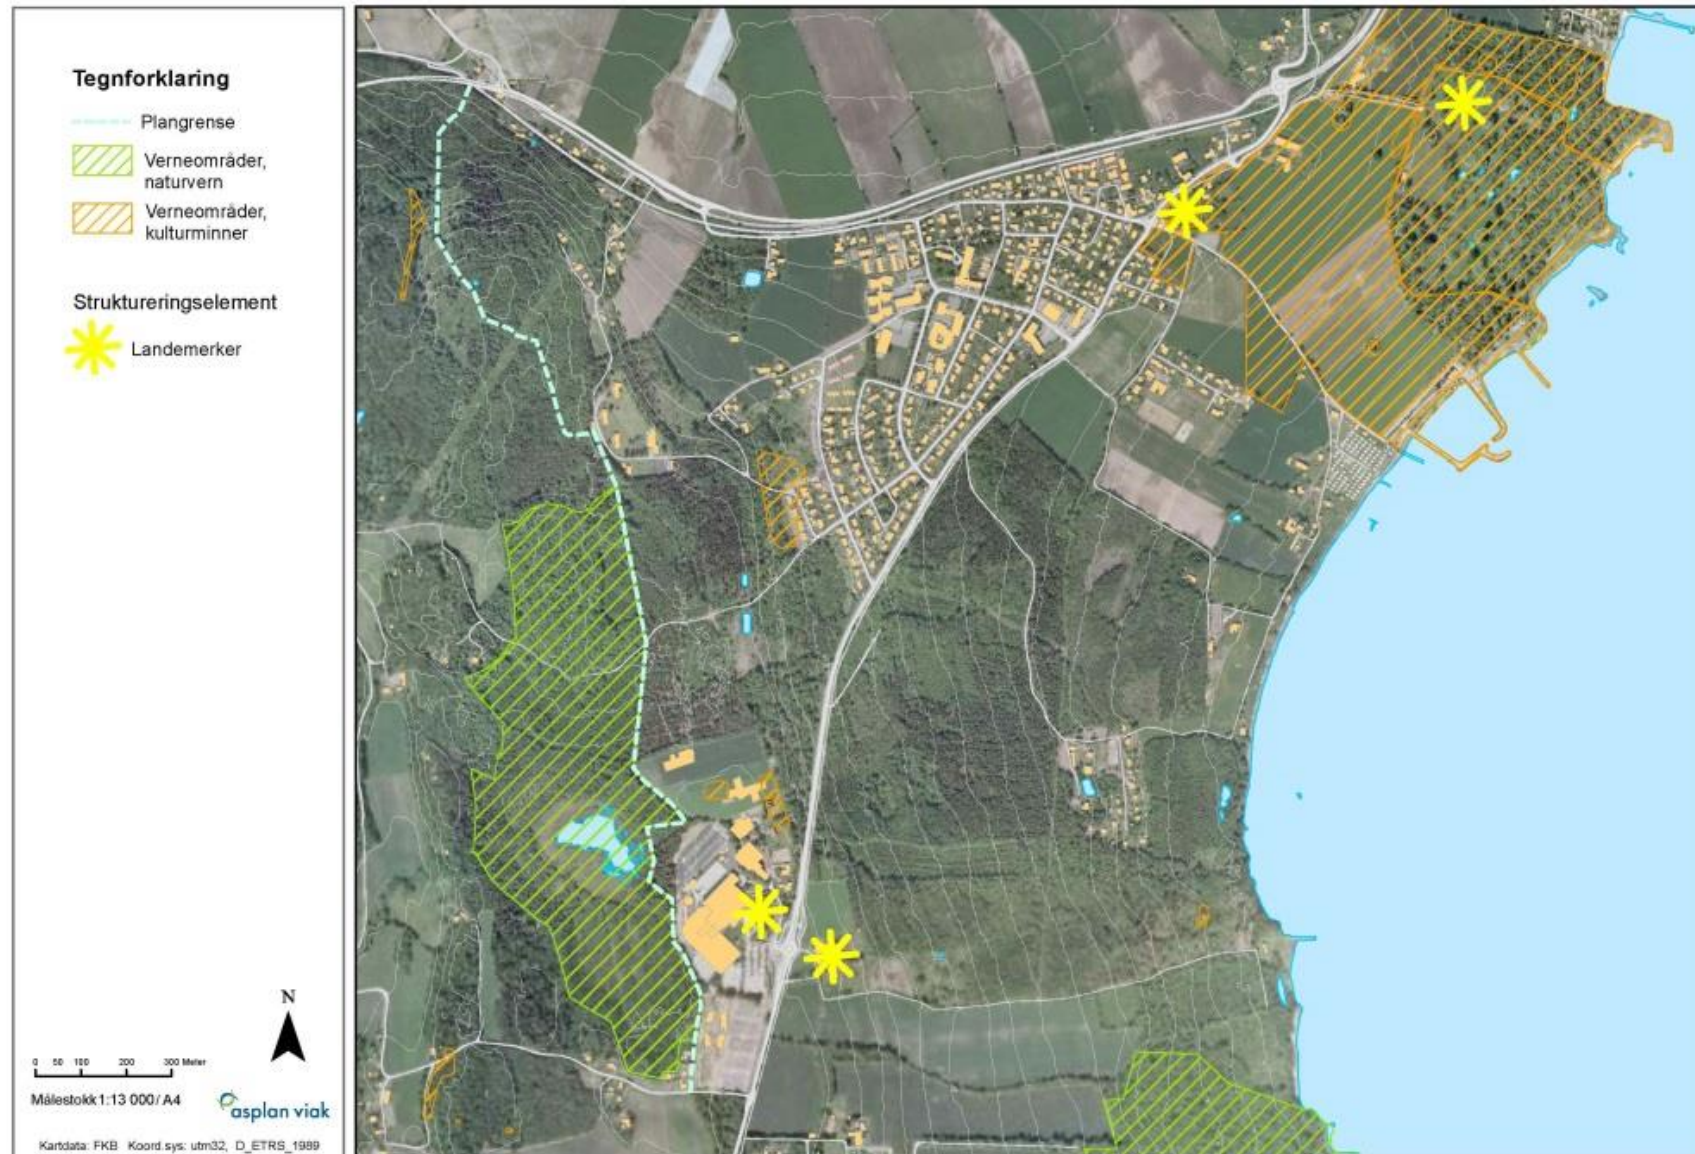 Tegnforklaring
Plangrense
Verneområder,
naturvern
Verneområder,
kulturminner
Struktureringselement
Landemerker
N
0 50 100 200 300 Meter
Målestokk 1:13 000/ A4
asplan viak
Kartdata: FKB Koord.sys: utm32, D_ETRS_1989